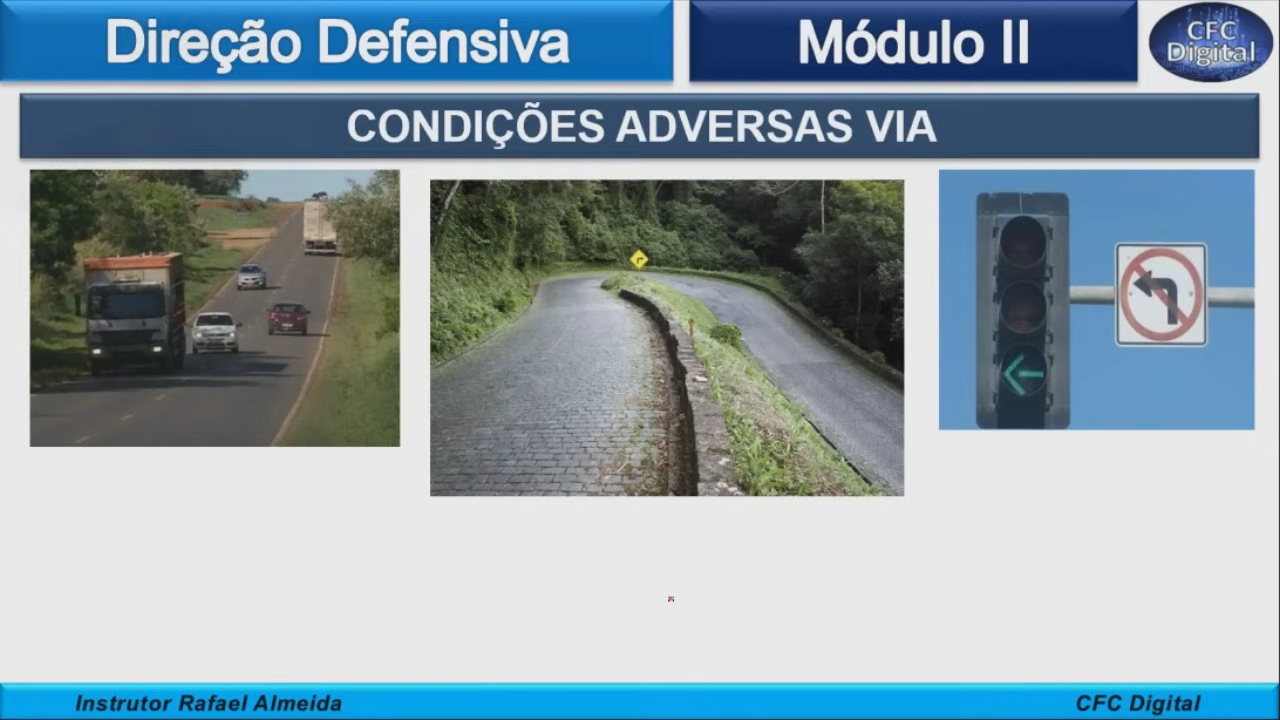 Direção Defensiva
Módulo II
CFC
Digital
CONDIÇÕES ADVERSAS VIA
Instrutor Rafael Almeida
CFC Digital